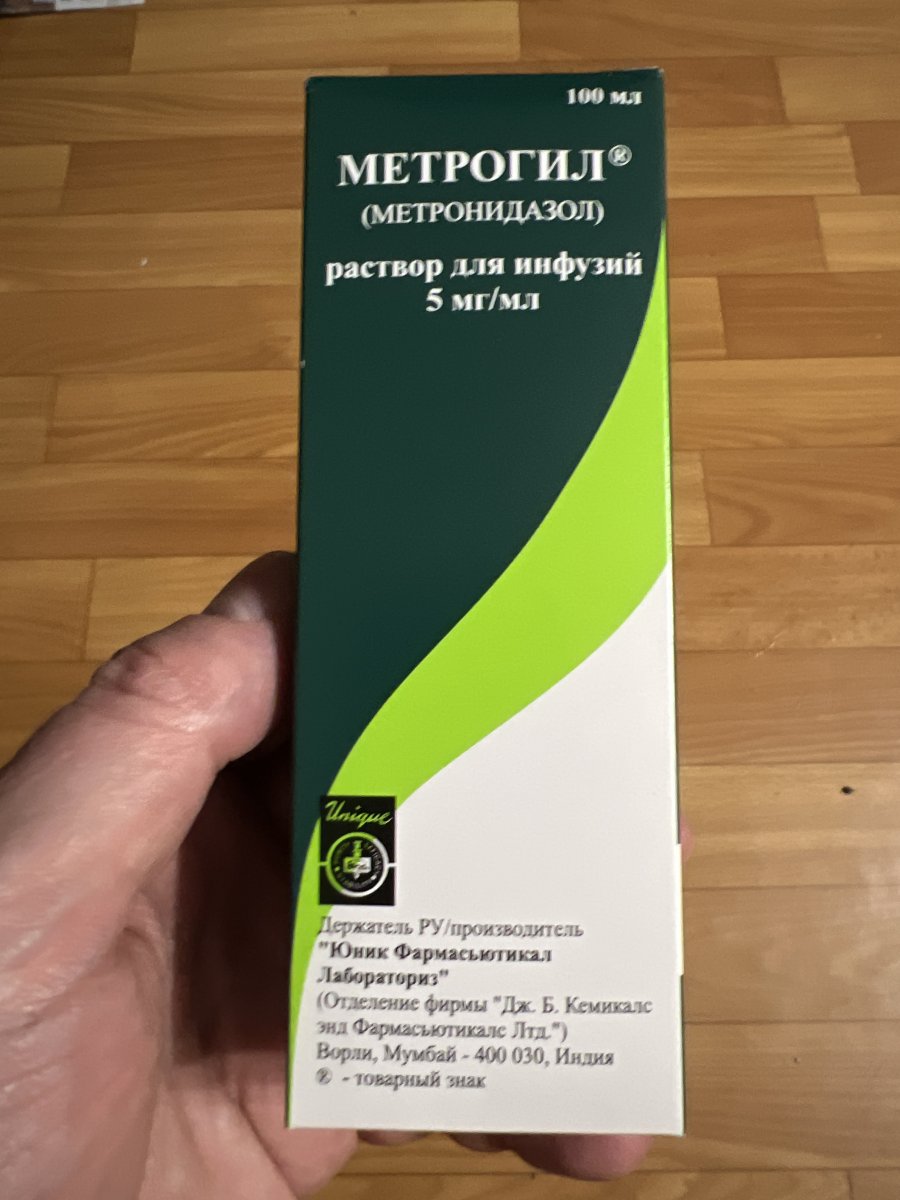 100 мл
МЕТРОГИЛ®
(МЕТРОНИДАЗОЛ)
раствор для инфузий
5 мг/мл
Unique
Держатель РУ/производитель
"Юник Фармасьютикал
Лабораториз"
(Отделение фирмы "Дж. Б. Кемикалс
энд Фармасьютикалс Лтд.")
Ворли, Мумбай - 400 030, Индия
® - товарный знак